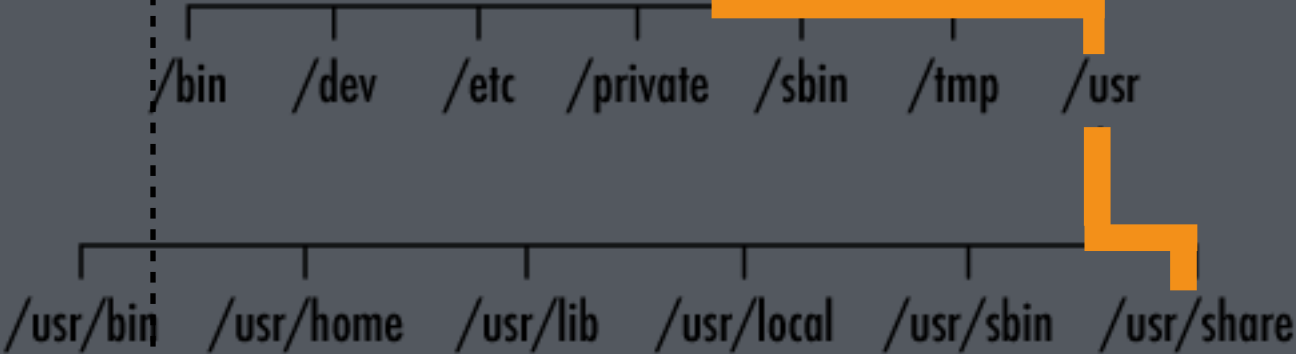 /bin /dev /etc /private /sbin /tmp /usr
/usr/bin /usr/home /usr/lib /usr/local /usr/sbin /usr/share